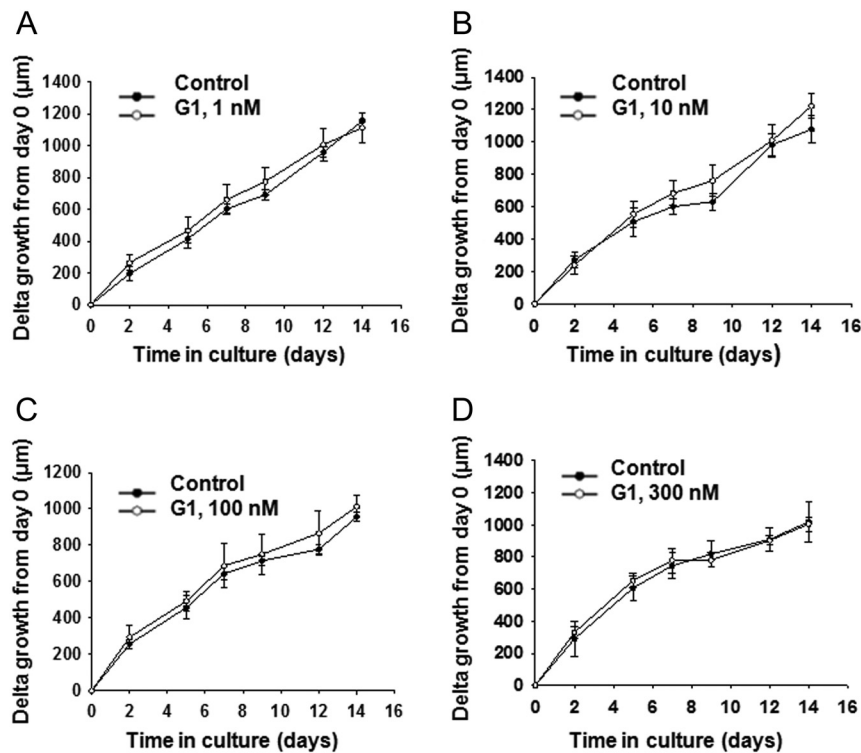 A
Delta growth from day 0 (µm)
1400
1200
1000
800
600
400
200
0
Control
G1, 1 nM
0 2 4 6 8 10 12 14 16
Time in culture (days)
B
Delta growth from day 0 (µm)
1400
1200
1000
800
600
400
200
0
Control
G1, 10 nM
0 2 4 6 8 10 12 14 16
Time in culture (days)
C
Delta growth from day 0 (µm)
1200
1000
800
600
400
200
0
Control
G1, 100 nM
0 2 4 6 8 10 12 14 16
Time in culture (days)
D
Delta growth from day 0 (µm)
1400
1200
1000
800
600
400
200
0
Control
G1, 300 nM
0 2 4 6 8 10 12 14 16
Time in culture (days)